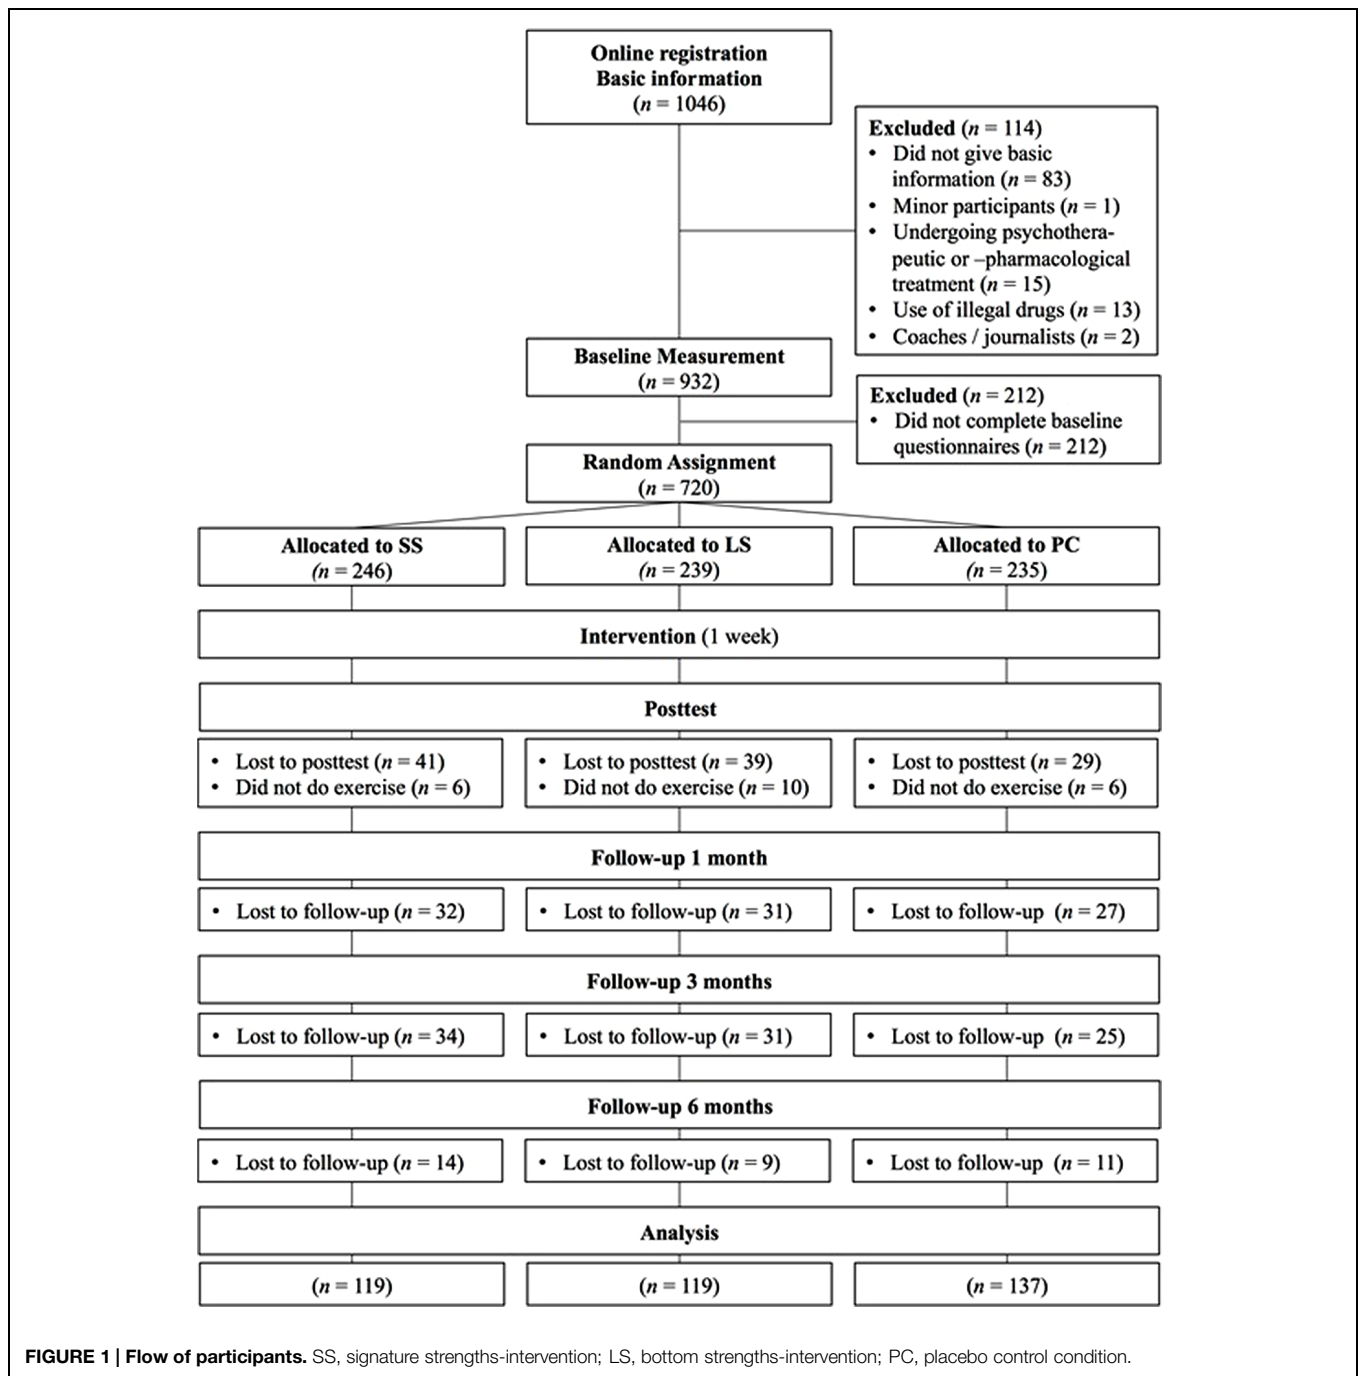 Online registration
Basic information
(n = 1046)
Excluded (n = 114)
• Did not give basic
information (n = 83)
• Minor participants (n = 1)
• Undergoing psychothera-
peutic or –pharmacological
treatment (n = 15)
• Use of illegal drugs (n = 13)
• Coaches / journalists (n = 2)
Baseline Measurement
(n = 932)
Excluded (n = 212)
• Did not complete baseline
questionnaires (n = 212)
Random Assignment
(n = 720)
Allocated to SS
(n = 246)
Allocated to LS
(n = 239)
Allocated to PC
(n = 235)
Intervention (1 week)
Posttest
• Lost to posttest (n = 41)
• Did not do exercise (n = 6)
• Lost to posttest (n = 39)
• Did not do exercise (n = 10)
• Lost to posttest (n = 29)
• Did not do exercise (n = 6)
Follow-up 1 month
• Lost to follow-up (n = 32)
• Lost to follow-up (n = 31)
• Lost to follow-up (n = 27)
Follow-up 3 months
• Lost to follow-up (n = 34)
• Lost to follow-up (n = 31)
• Lost to follow-up (n = 25)
Follow-up 6 months
• Lost to follow-up (n = 14)
• Lost to follow-up (n = 9)
• Lost to follow-up (n = 11)
Analysis
(n = 119)
(n = 119)
(n = 137)
FIGURE 1 | Flow of participants. SS, signature strengths-intervention; LS, bottom strengths-intervention; PC, placebo control condition.